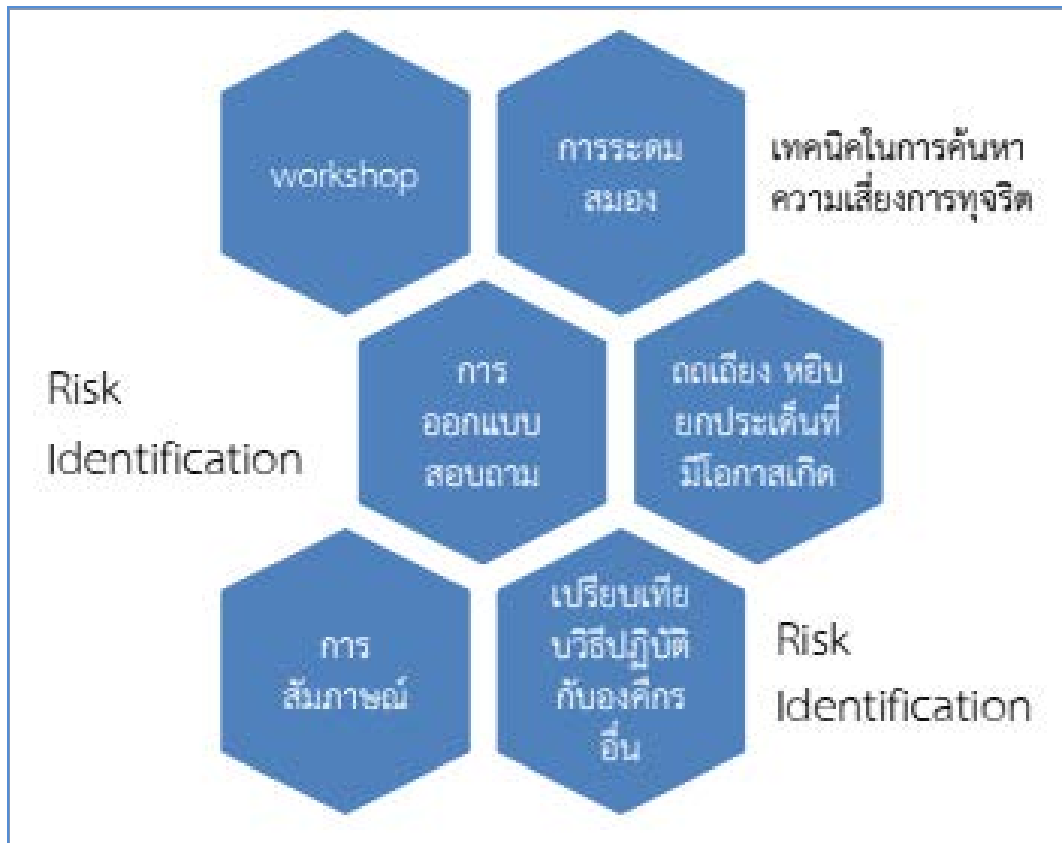 workshop
การระดม
สมอง
เทคนิคในการค้นหา
ความเสี่ยงการทุจริต
Risk
Identification
การ
ออกแบบ
สอบถาม
ถกเถียง หยิบ
ยกประเด็นที่
มีโอกาสเกิด
การ
สัมภาษณ์
เปรียบเทีย
บวิธีปฏิบัติ
กับองค์กร
อื่น
Risk
Identification